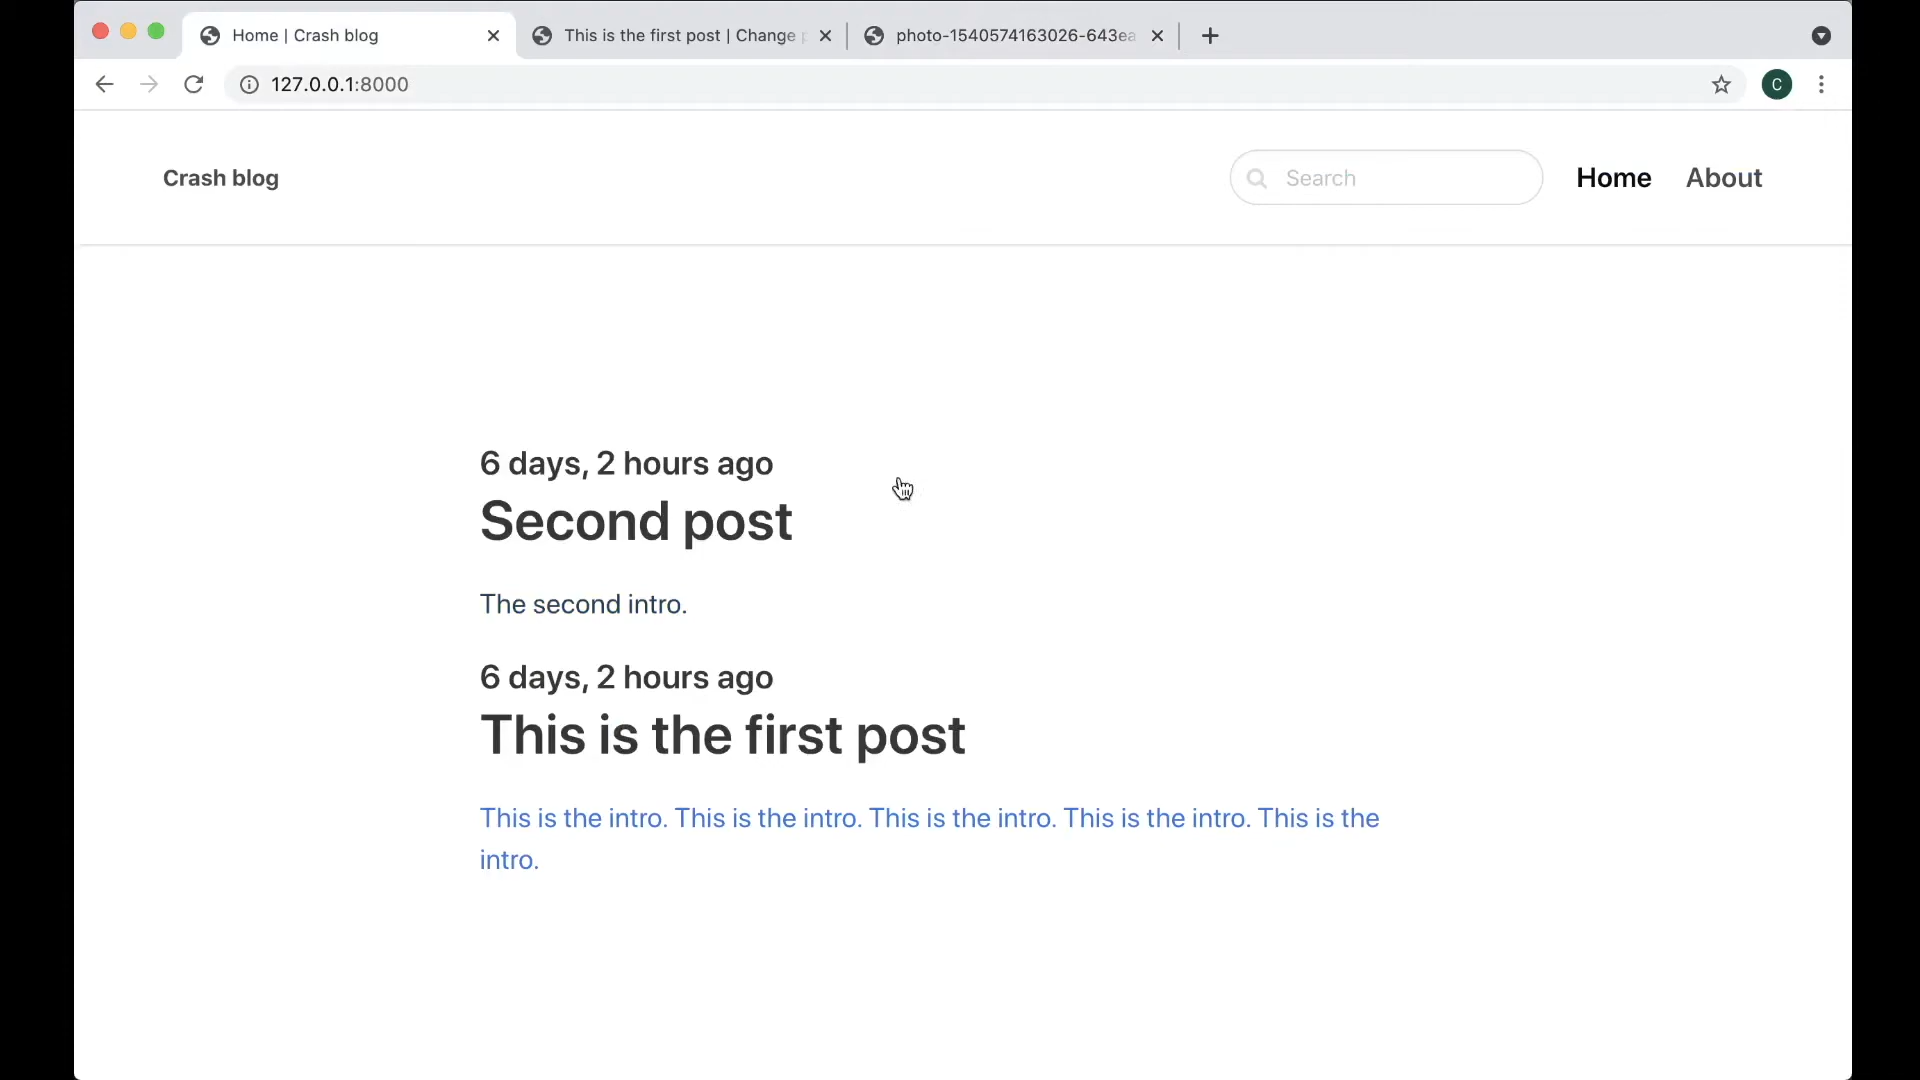 Home | Crash blog
This is the first post | Change
photo-1540574163026-643ea
127.0.0.1:8000
C
Crash blog
Search
Home
About
6 days, 2 hours ago
Second post
The second intro.
6 days, 2 hours ago
This is the first post
This is the intro. This is the intro. This is the intro. This is the intro. This is the
intro.